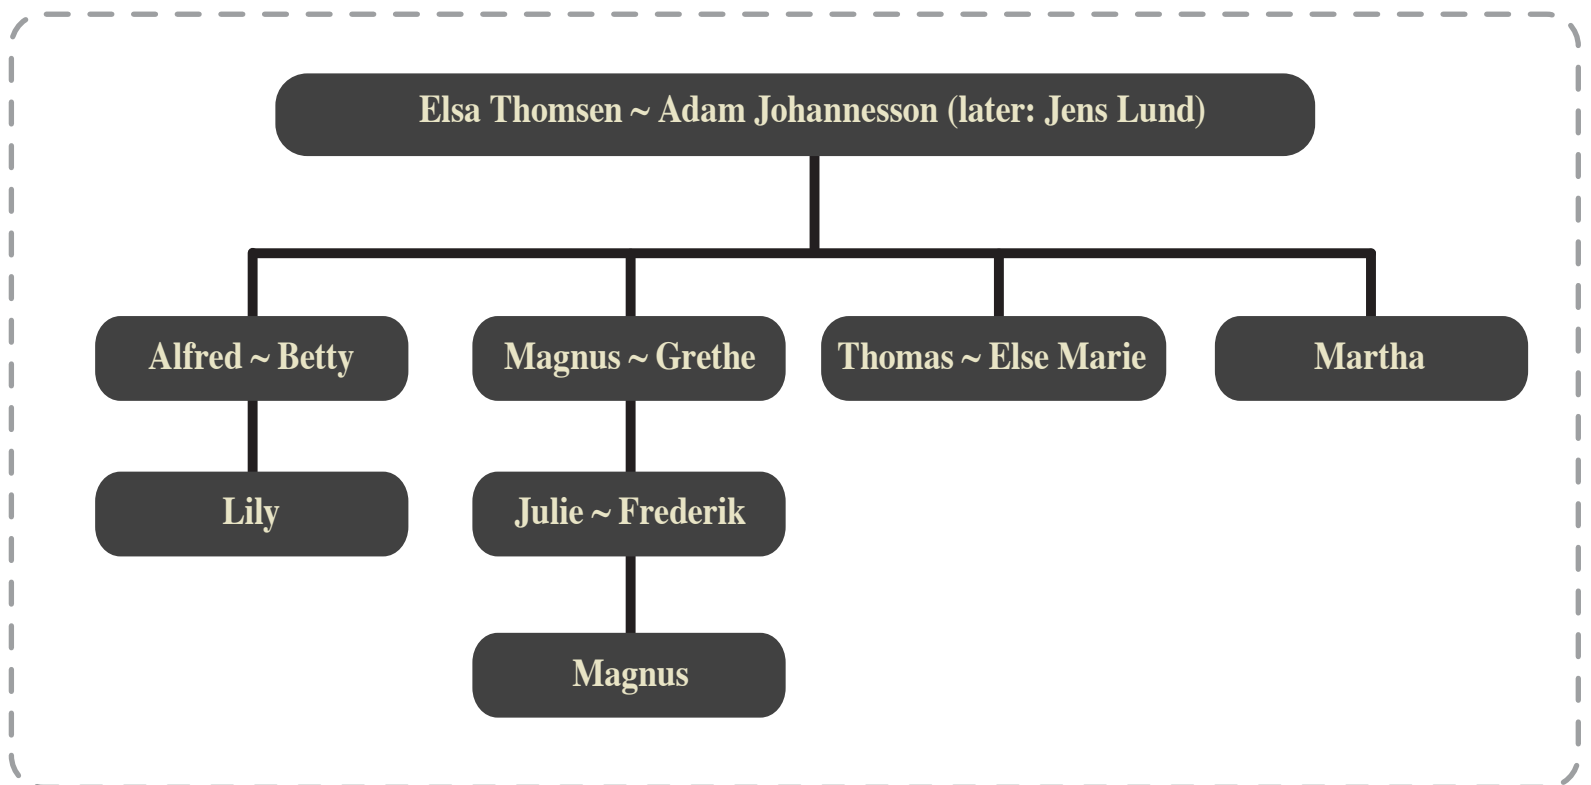 Elsa Thomsen ~ Adam Johannesson (later: Jens Lund)
Alfred ~ Betty
Magnus ~ Grethe
Thomas ~ Else Marie
Martha
Lily
Julie ~ Frederik
Magnus